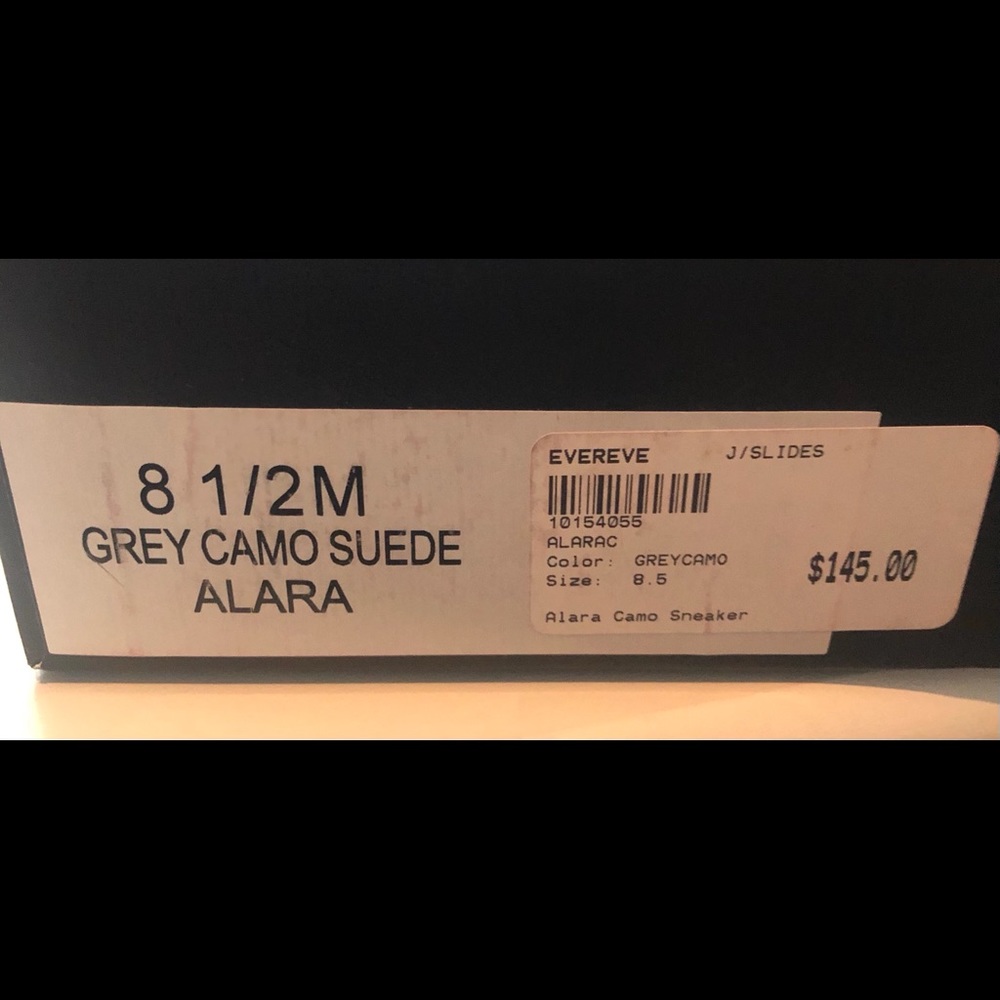 8 1/2M
GREY CAMO SUEDE
ALARA
EVEREVE J/SLIDES
10154055
ALARAC
Color: GREYCAMO
Size: 8.5
$145.00
Alara Camo Sneaker